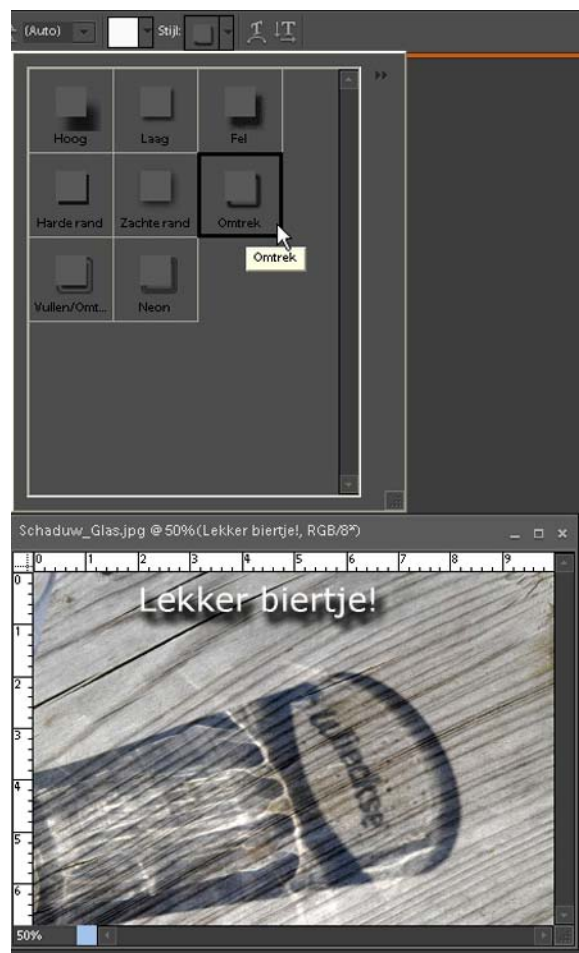 (Auto) Stijl: T T
Hoog Laag Fel
Harde rand Zachte rand Omtrek
Omtrek
Vullen/Omt... Neon
Schaduw_Glas.jpg @ 50%(Lekker biertje!, RGB/8*)
0 1 2 3 4 5 6 7 8 9
0
Lekker biertje!
1
2
3
4
5
6
50%